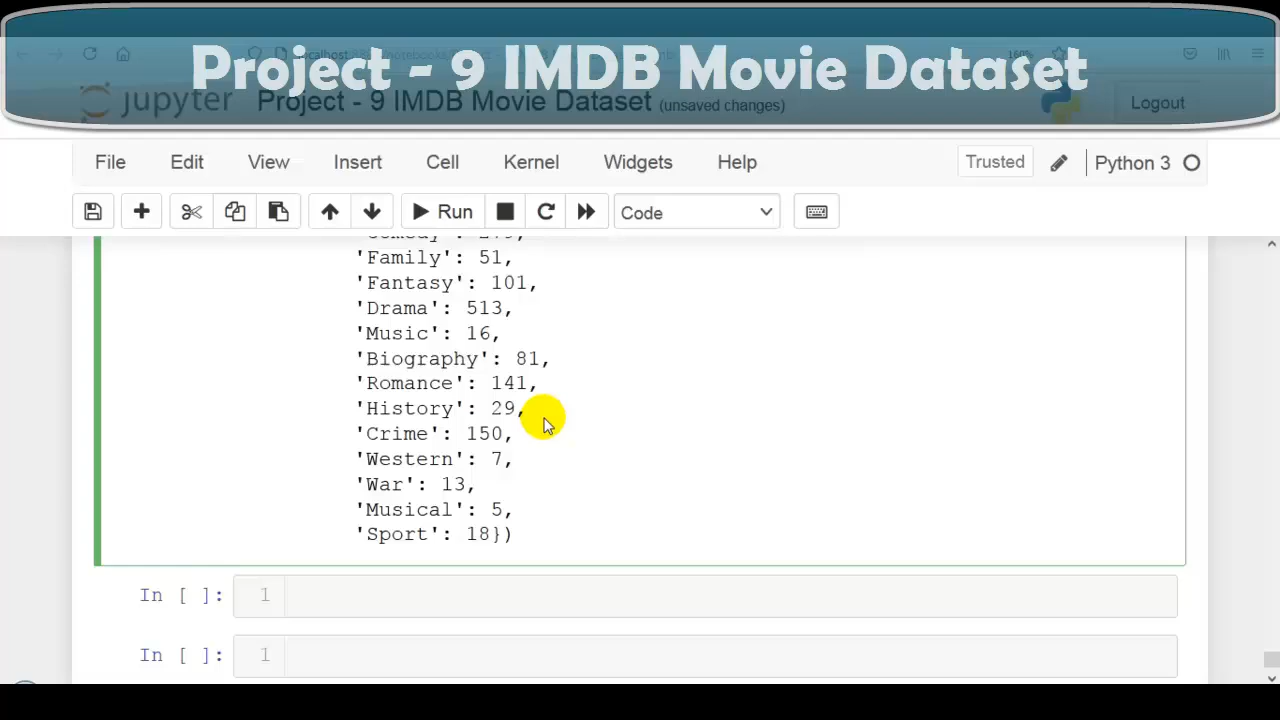 Project - 9 IMDB Movie Dataset
jupyter Project - 9 IMDB Movie Dataset (unsaved changes) Logout
File Edit View Insert Cell Kernel Widgets Help Trusted Python 3
Run Code
'Family': 51,
'Fantasy': 101,
'Drama': 513,
'Music': 16,
'Biography': 81,
'Romance': 141,
'History': 29,
'Crime': 150,
'Western': 7,
'War': 13,
'Musical': 5,
'Sport': 18})
In [ ]: 1
In [ ]: 1